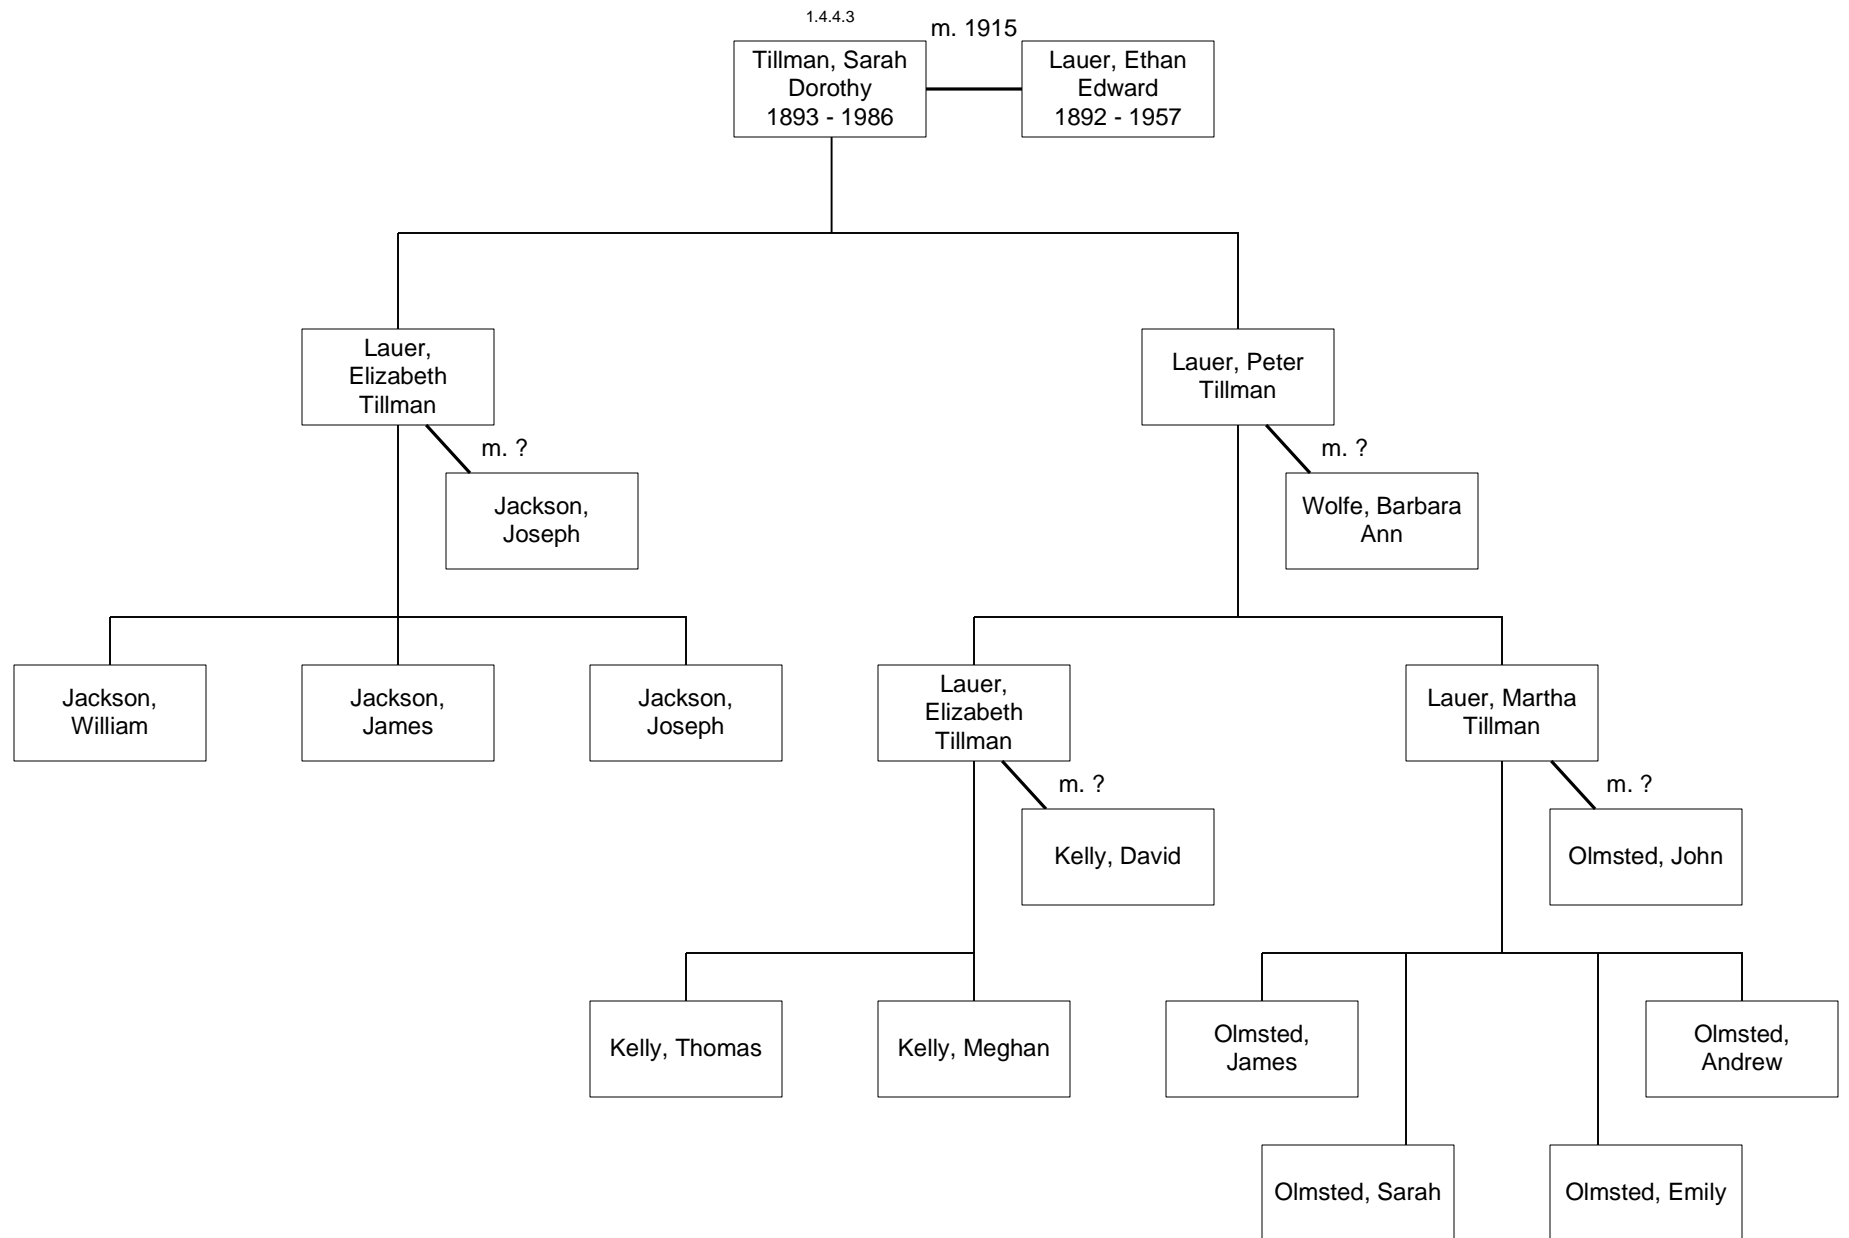 1.4.4.3
m. 1915
Tillman, Sarah
Dorothy
1893 - 1986
Lauer, Ethan
Edward
1892 - 1957
Lauer,
Elizabeth
Tillman
Lauer, Peter
Tillman
m. ?
m. ?
Jackson,
Joseph
Wolfe, Barbara
Ann
Jackson,
William
Jackson,
James
Jackson,
Joseph
Lauer,
Elizabeth
Tillman
Lauer, Martha
Tillman
m. ?
m. ?
Kelly, David
Olmsted, John
Kelly, Thomas
Kelly, Meghan
Olmsted,
James
Olmsted,
Andrew
Olmsted, Sarah
Olmsted, Emily